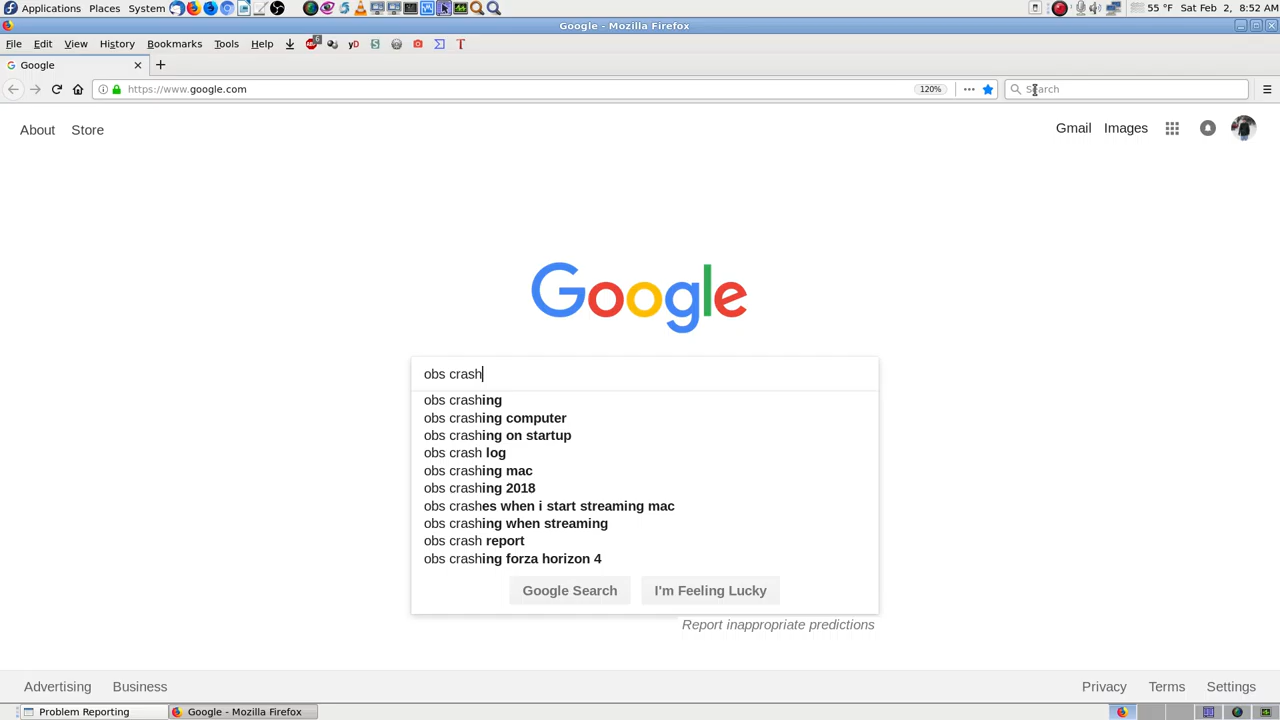 Applications Places System 55 °F Sat Feb 2, 8:52 AM
Google - Mozilla Firefox
File Edit View History Bookmarks Tools Help 6 yD S T
Google
https://www.google.com 120% Search
About Store Gmail Images
Google
obs crash
obs crashing
obs crashing computer
obs crashing on startup
obs crash log
obs crashing mac
obs crashing 2018
obs crashes when i start streaming mac
obs crashing when streaming
obs crash report
obs crashing forza horizon 4
Google Search I'm Feeling Lucky
Report inappropriate predictions
Advertising Business Privacy Terms Settings
Problem Reporting Google - Mozilla Firefox